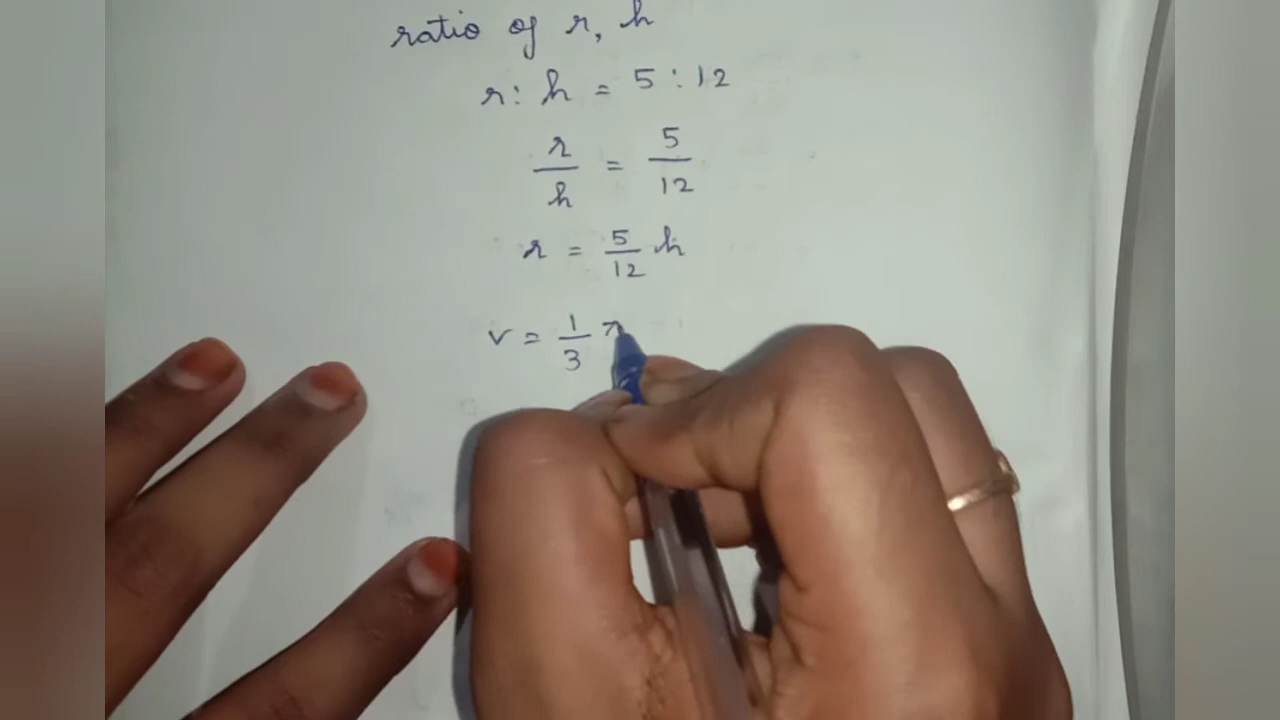 ratio of r, h
r : h = 5 : 12
r/h = 5/12
r = 5/12 h
v = 1/3 π